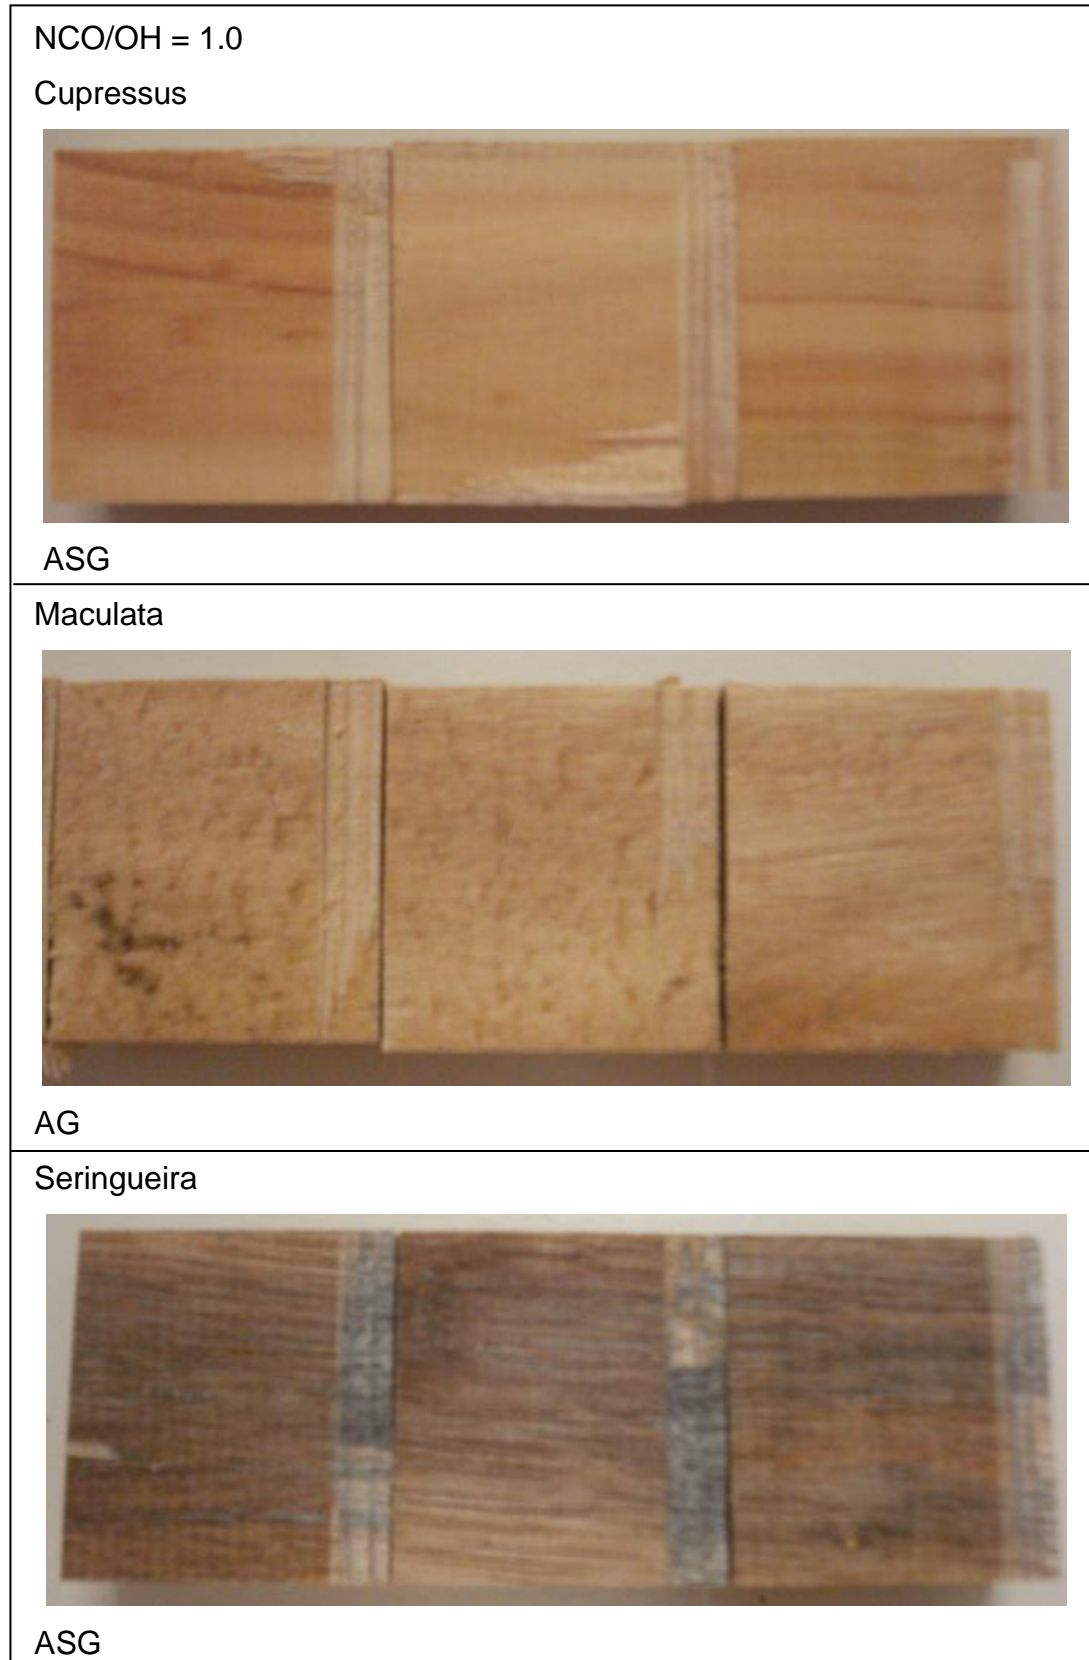 NCO/OH = 1.0
Cupressus
ASG
Maculata
AG
Seringueira
ASG